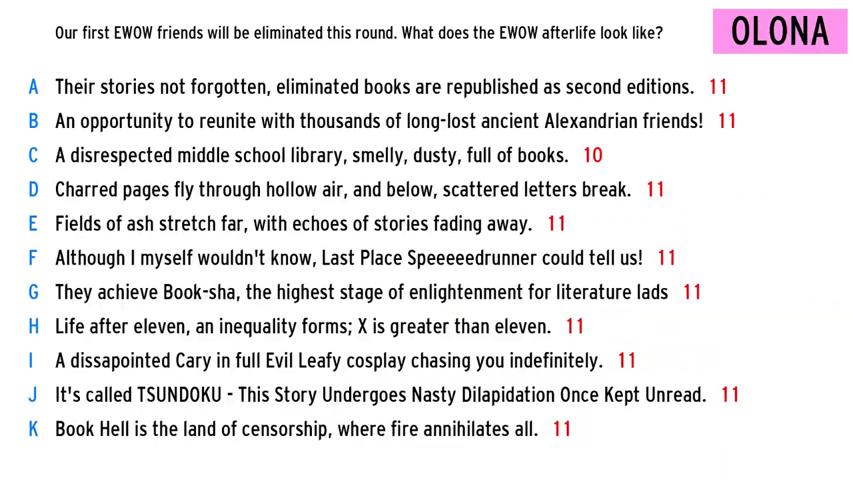 Our first EWOW friends will be eliminated this round. What does the EWOW afterlife look like?
OLONA
A Their stories not forgotten, eliminated books are republished as second editions. 11
B An opportunity to reunite with thousands of long-lost ancient Alexandrian friends! 11
C A disrespected middle school library, smelly, dusty, full of books. 10
D Charred pages fly through hollow air, and below, scattered letters break. 11
E Fields of ash stretch far, with echoes of stories fading away. 11
F Although I myself wouldn't know, Last Place Speeeeedrunner could tell us! 11
G They achieve Book-sha, the highest stage of enlightenment for literature lads 11
H Life after eleven, an inequality forms; X is greater than eleven. 11
I A dissapointed Cary in full Evil Leafy cosplay chasing you indefinitely. 11
J It's called TSUNDOKU - This Story Undergoes Nasty Dilapidation Once Kept Unread. 11
K Book Hell is the land of censorship, where fire annihilates all. 11